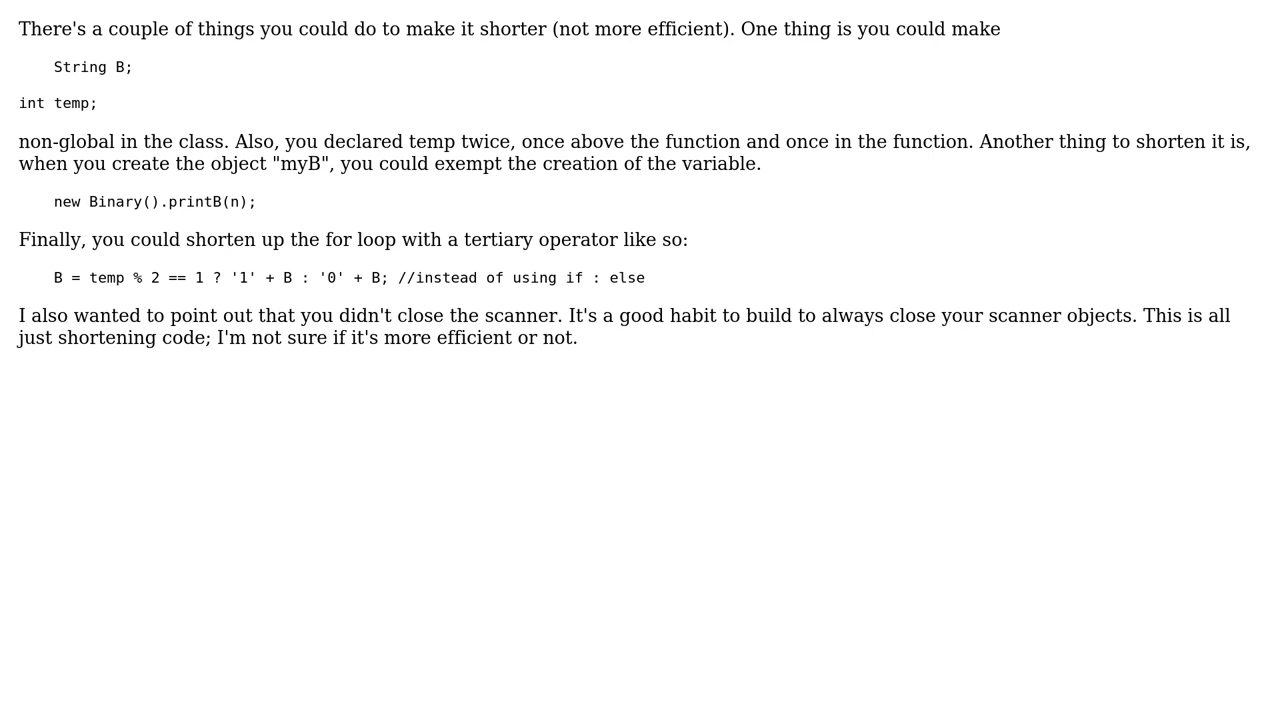 There's a couple of things you could do to make it shorter (not more efficient). One thing is you could make
String B;
int temp;
non-global in the class. Also, you declared temp twice, once above the function and once in the function. Another thing to shorten it is,
when you create the object "myB", you could exempt the creation of the variable.
new Binary().printB(n);
Finally, you could shorten up the for loop with a tertiary operator like so:
B = temp % 2 == 1 ? '1' + B : '0' + B; //instead of using if : else
I also wanted to point out that you didn't close the scanner. It's a good habit to build to always close your scanner objects. This is all
just shortening code; I'm not sure if it's more efficient or not.